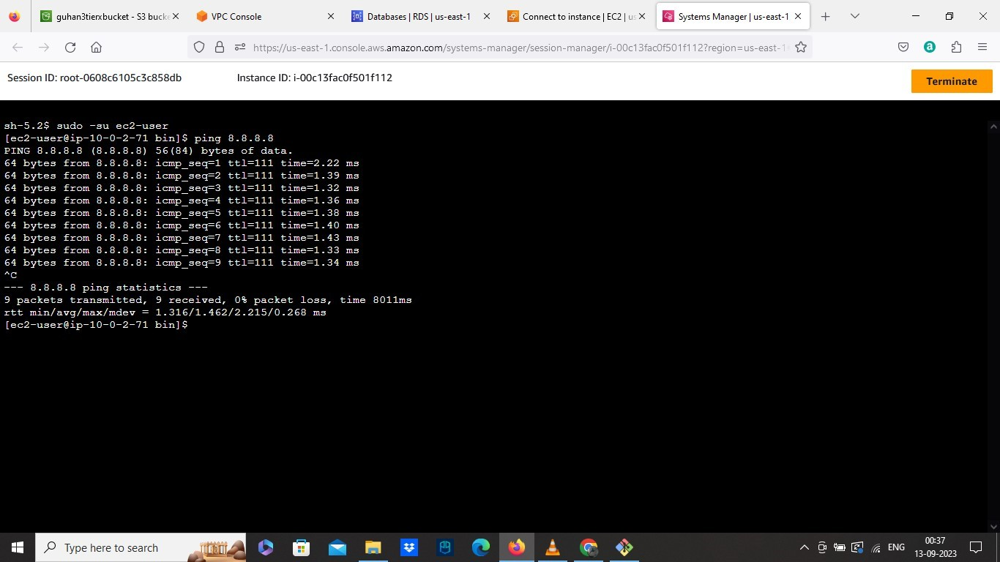 guhan3tierxbucket - S3 bucke
VPC Console
Databases | RDS | us-east-1
Connect to instance | EC2 | us
Systems Manager | us-east-1
https://us-east-1.console.aws.amazon.com/systems-manager/session-manager/i-00c13fac0f501f112?region=us-east-1
a
Session ID: root-0608c6105c3c858db
Instance ID: i-00c13fac0f501f112
Terminate
sh-5.2$ sudo -su ec2-user
[ec2-user@ip-10-0-2-71 bin]$ ping 8.8.8.8
PING 8.8.8.8 (8.8.8.8) 56(84) bytes of data.
64 bytes from 8.8.8.8: icmp_seq=1 ttl=111 time=2.22 ms
64 bytes from 8.8.8.8: icmp_seq=2 ttl=111 time=1.39 ms
64 bytes from 8.8.8.8: icmp_seq=3 ttl=111 time=1.32 ms
64 bytes from 8.8.8.8: icmp_seq=4 ttl=111 time=1.36 ms
64 bytes from 8.8.8.8: icmp_seq=5 ttl=111 time=1.38 ms
64 bytes from 8.8.8.8: icmp_seq=6 ttl=111 time=1.40 ms
64 bytes from 8.8.8.8: icmp_seq=7 ttl=111 time=1.43 ms
64 bytes from 8.8.8.8: icmp_seq=8 ttl=111 time=1.33 ms
64 bytes from 8.8.8.8: icmp_seq=9 ttl=111 time=1.34 ms
^C
--- 8.8.8.8 ping statistics ---
9 packets transmitted, 9 received, 0% packet loss, time 8011ms
rtt min/avg/max/mdev = 1.316/1.462/2.215/0.268 ms
[ec2-user@ip-10-0-2-71 bin]$
Type here to search
ENG
00:37
13-09-2023